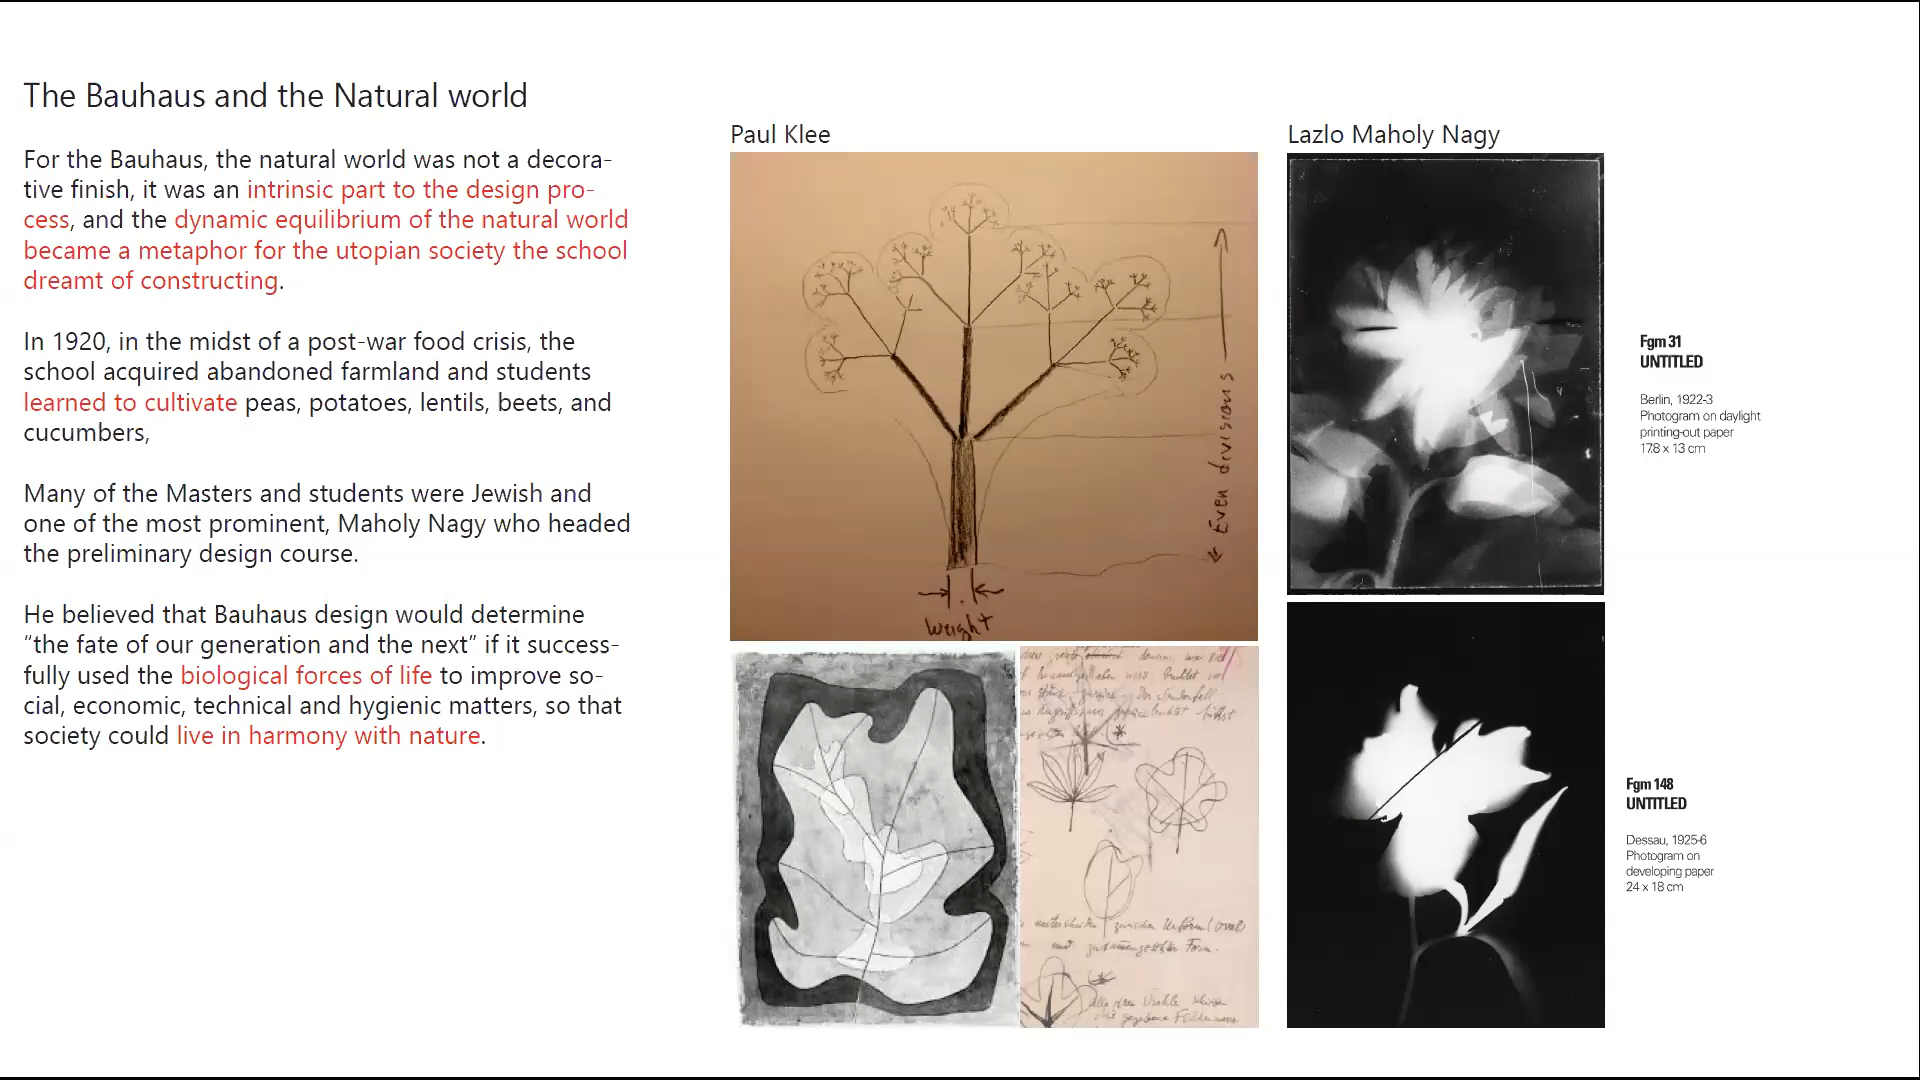 The Bauhaus and the Natural world
For the Bauhaus, the natural world was not a decora-
tive finish, it was an intrinsic part to the design pro-
cess, and the dynamic equilibrium of the natural world
became a metaphor for the utopian society the school
dreamt of constructing.
In 1920, in the midst of a post-war food crisis, the
school acquired abandoned farmland and students
learned to cultivate peas, potatoes, lentils, beets, and
cucumbers,
Many of the Masters and students were Jewish and
one of the most prominent, Maholy Nagy who headed
the preliminary design course.
He believed that Bauhaus design would determine
“the fate of our generation and the next” if it success-
fully used the biological forces of life to improve so-
cial, economic, technical and hygienic matters, so that
society could live in harmony with nature.
Paul Klee
Even divisions
Weight
zwischen
und Form.
Lazlo Maholy Nagy
Fgm 31
UNTITLED
Berlin, 1922-3
Photogram on daylight
printing-out paper
17.8 x 13 cm
Fgm 148
UNTITLED
Dessau, 1925-6
Photogram on
developing paper
24 x 18 cm